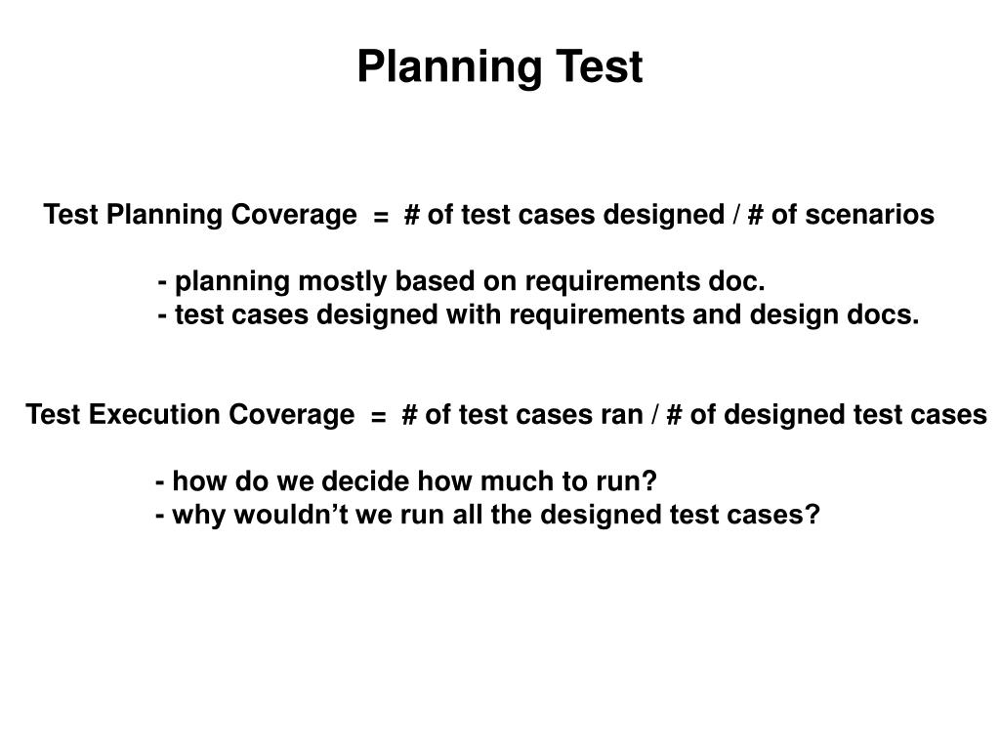 Planning Test
Test Planning Coverage = # of test cases designed / # of scenarios
- planning mostly based on requirements doc.
- test cases designed with requirements and design docs.
Test Execution Coverage = # of test cases ran / # of designed test cases
- how do we decide how much to run?
- why wouldn’t we run all the designed test cases?